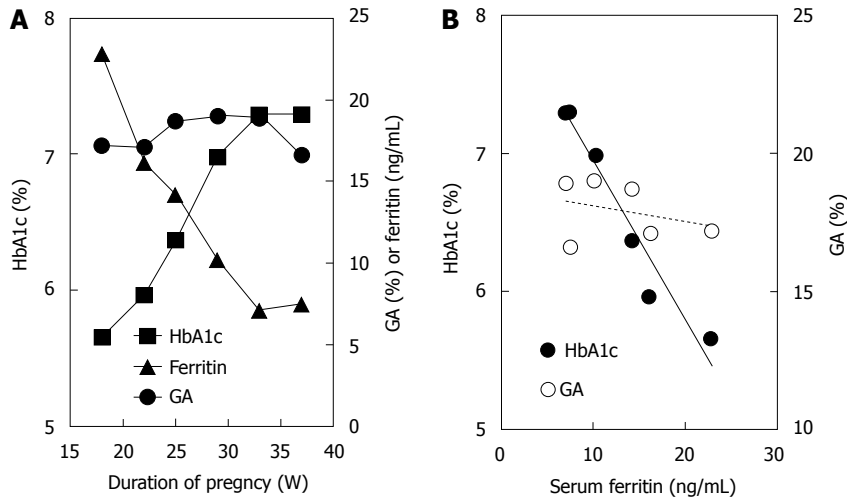 A
8
7
6
5
HbA1c (%)
25
20
15
10
5
0
GA (%) or ferritin (ng/mL)
HbA1c
Ferritin
GA
15 20 25 30 35 40
Duration of pregncy (W)
B
8
7
6
5
HbA1c (%)
25
20
15
10
GA (%)
HbA1c
GA
0 10 20 30
Serum ferritin (ng/mL)